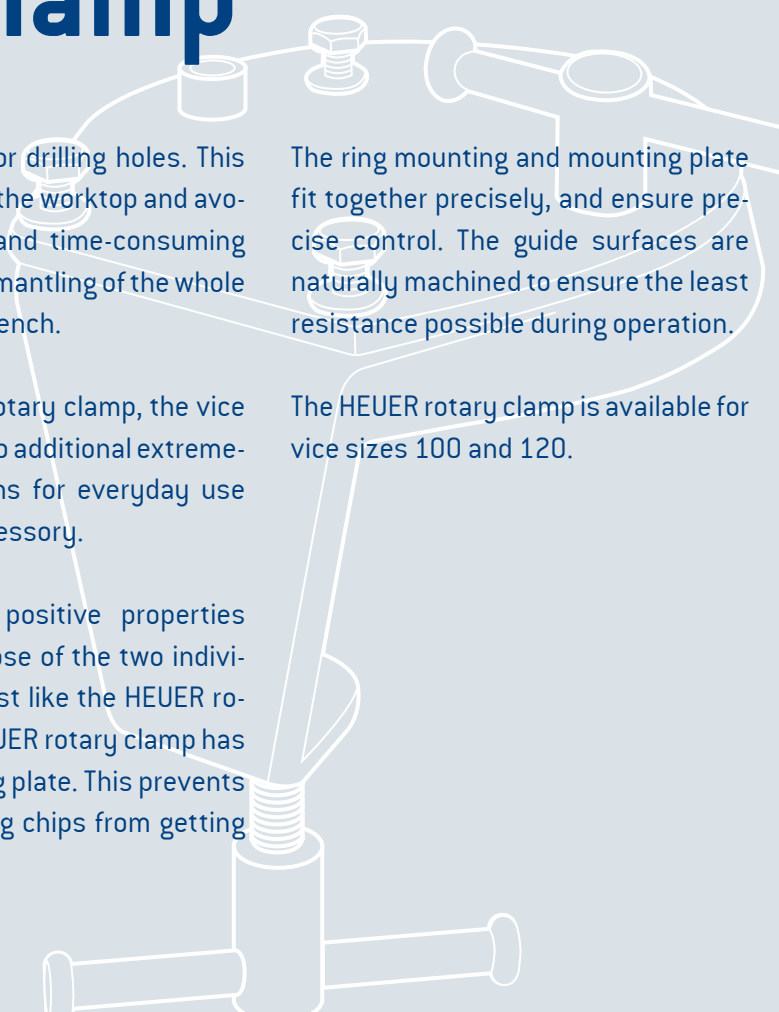 lamp
or drilling holes. This
the worktop and avo-
and time-consuming
mantling of the whole
ench.
otary clamp, the vice
o additional extreme-
ns for everyday use
essory.
positive properties
ose of the two indivi-
st like the HEUER ro-
UER rotary clamp has
g plate. This prevents
g chips from getting
The ring mounting and mounting plate
fit together precisely, and ensure pre-
cise control. The guide surfaces are
naturally machined to ensure the least
resistance possible during operation.
The HEUER rotary clamp is available for
vice sizes 100 and 120.